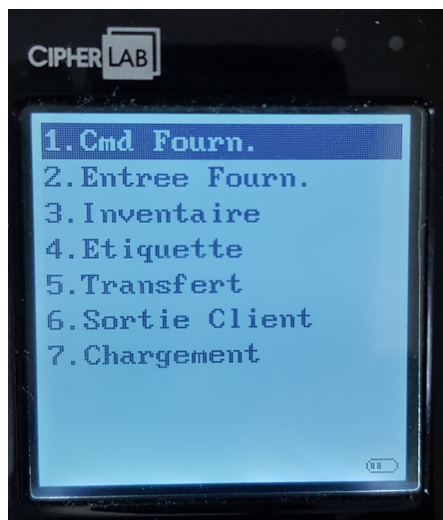 CIPHERLAB
1.Cmd Fourn.
2.Entree Fourn.
3.Inventaire
4.Etiquette
5.Transfert
6.Sortie Client
7.Chargement